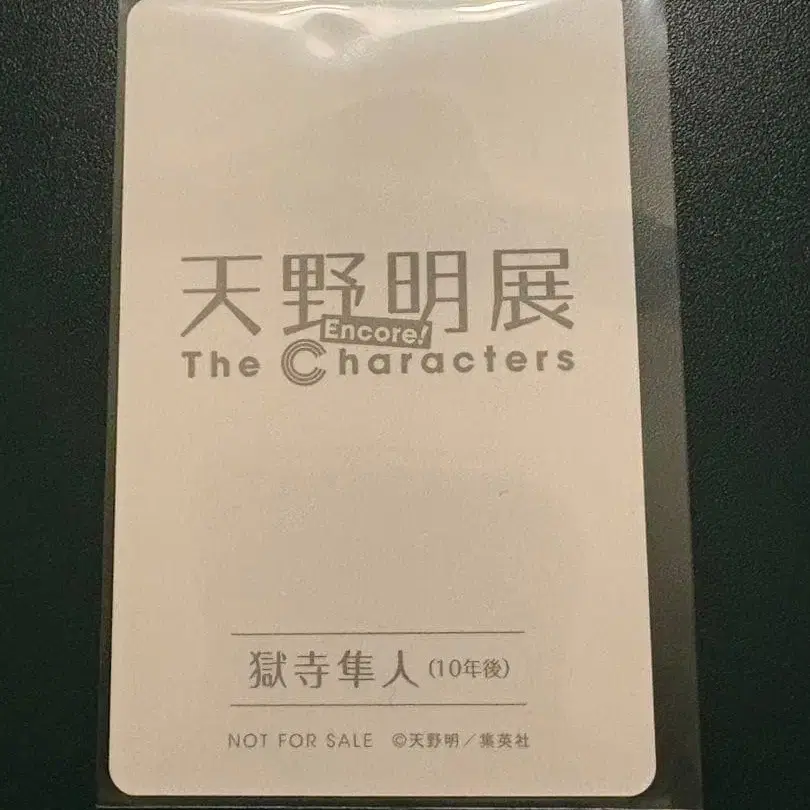 天野明展
Encore!
The Characters
獄寺隼人(10年後)
NOT FOR SALE ©天野明/集英社